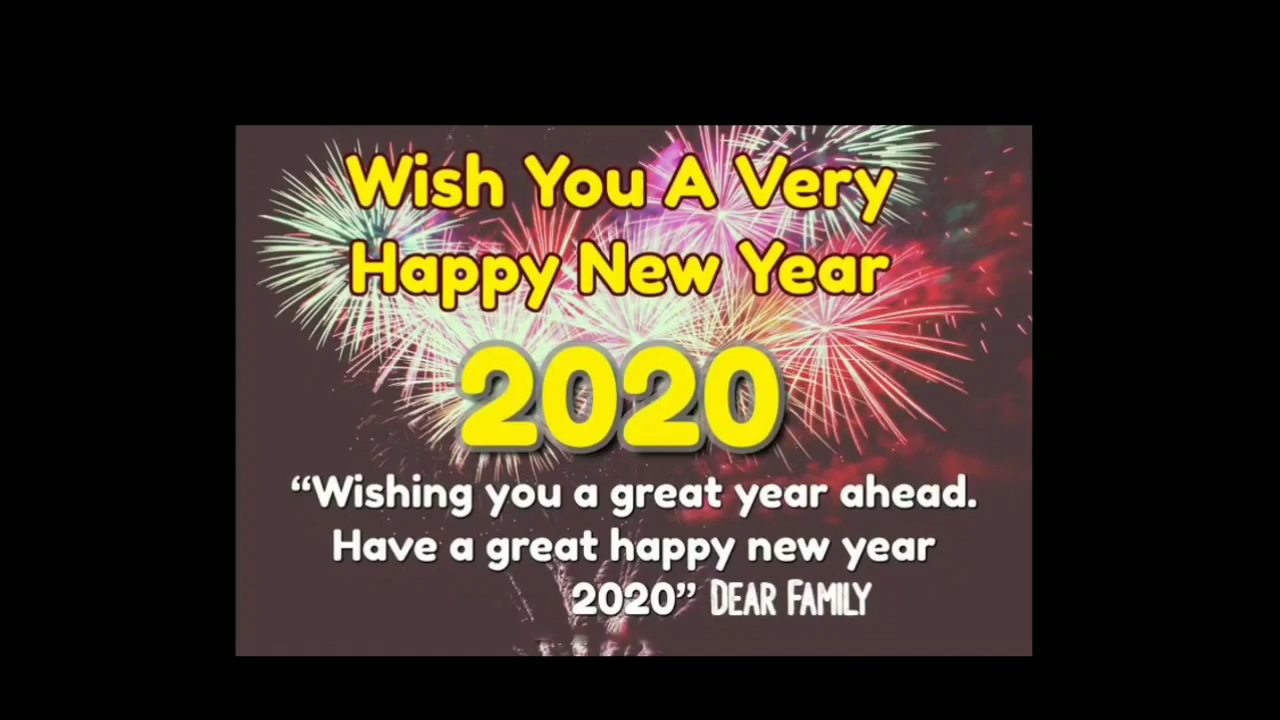 Wish You A Very
Happy New Year
2020
“Wishing you a great year ahead.
Have a great happy new year
2020” DEAR FAMILY